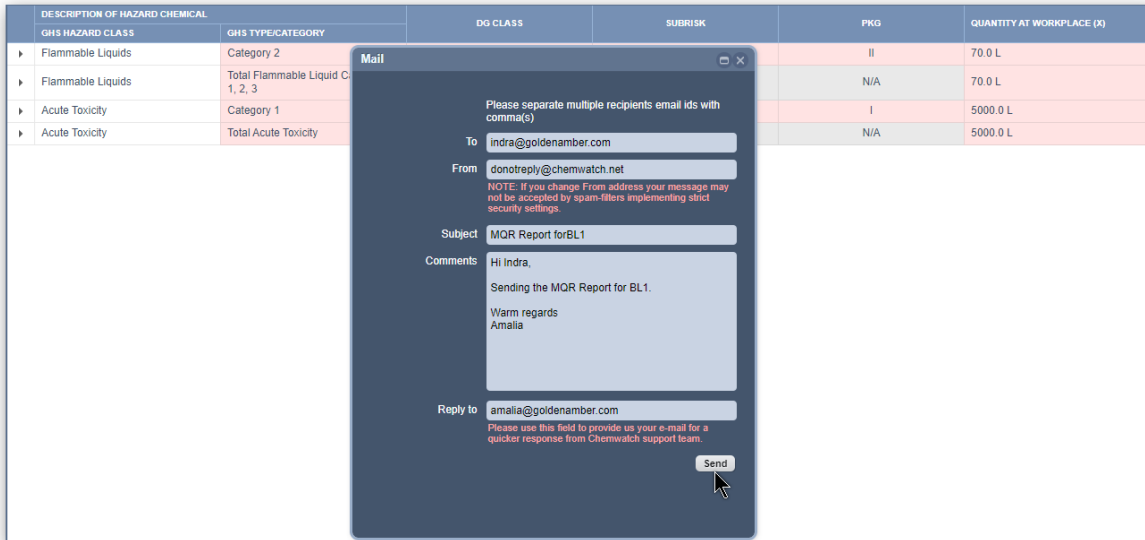 DESCRIPTION OF HAZARD CHEMICAL
DG CLASS
SUBRISK
PKG
QUANTITY AT WORKPLACE (X)
GHS HAZARD CLASS
GHS TYPE/CATEGORY
Flammable Liquids
Category 2
II
70.0 L
Flammable Liquids
Total Flammable Liquid
1, 2, 3
N/A
70.0 L
Acute Toxicity
Category 1
I
5000.0 L
Acute Toxicity
Total Acute Toxicity
N/A
5000.0 L
Mail
Please separate multiple recipients email ids with
comma(s)
To
indra@goldenamber.com
From
donotreply@chemwatch.net
NOTE: If you change From address your message may
not be accepted by spam-filters implementing strict
security settings.
Subject
MQR Report forBL1
Comments
Hi Indra,
Sending the MQR Report for BL1.
Warm regards
Amalia
Reply to
amalia@goldenamber.com
Please use this field to provide us your e-mail for a
quicker response from Chemwatch support team.
Send